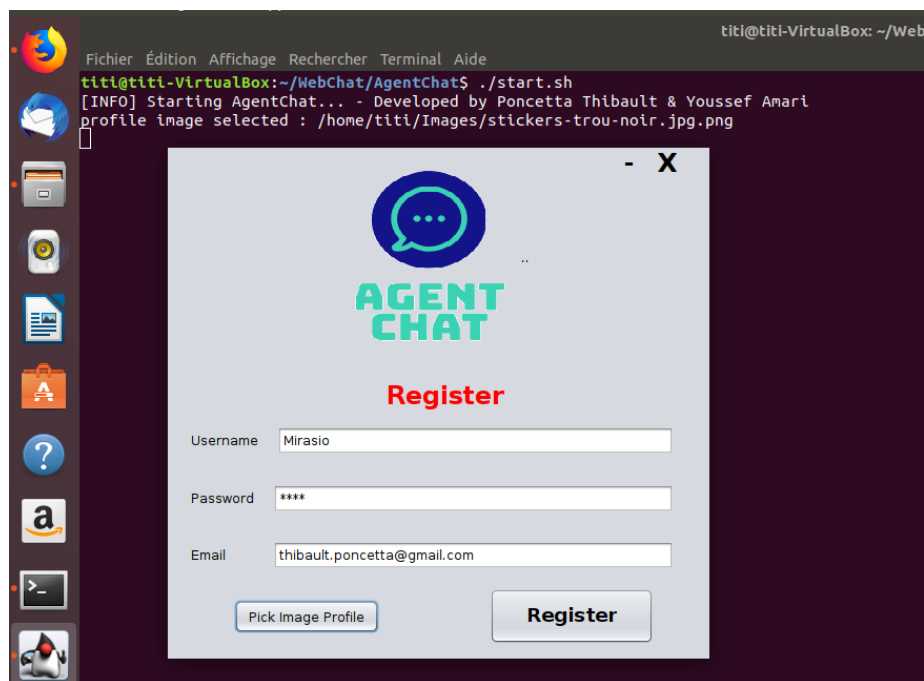 titi@titi-VirtualBox: ~/Web
Fichier Édition Affichage Rechercher Terminal Aide
titi@titi-VirtualBox:~/WebChat/AgentChat$ ./start.sh
[INFO] Starting AgentChat... - Developed by Poncetta Thibault & Youssef Amari
profile image selected : /home/titi/Images/stickers-trou-noir.jpg.png
- X
..
AGENT
CHAT
Register
Username Mirasio
Password ****
Email thibault.poncetta@gmail.com
Pick Image Profile Register